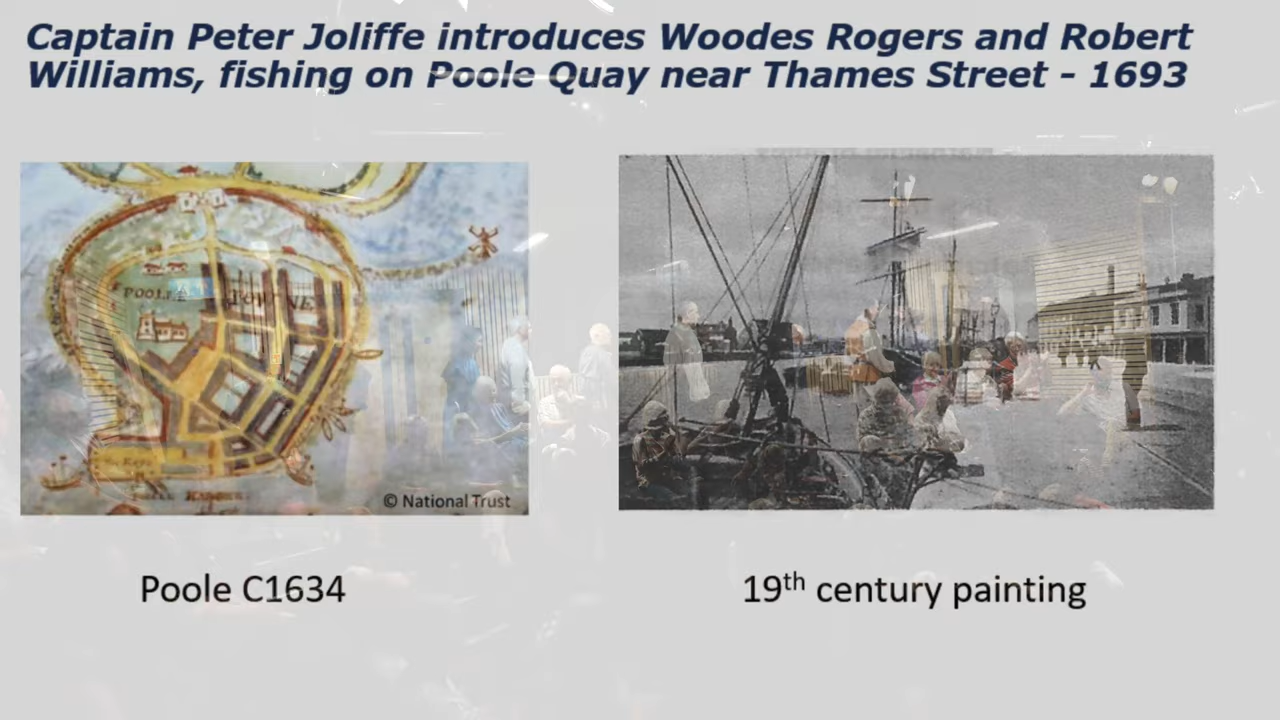 Captain Peter Joliffe introduces Woodes Rogers and Robert
Williams, fishing on Poole Quay near Thames Street - 1693
POOLE TOWNE
© National Trust
Poole C1634
19th century painting